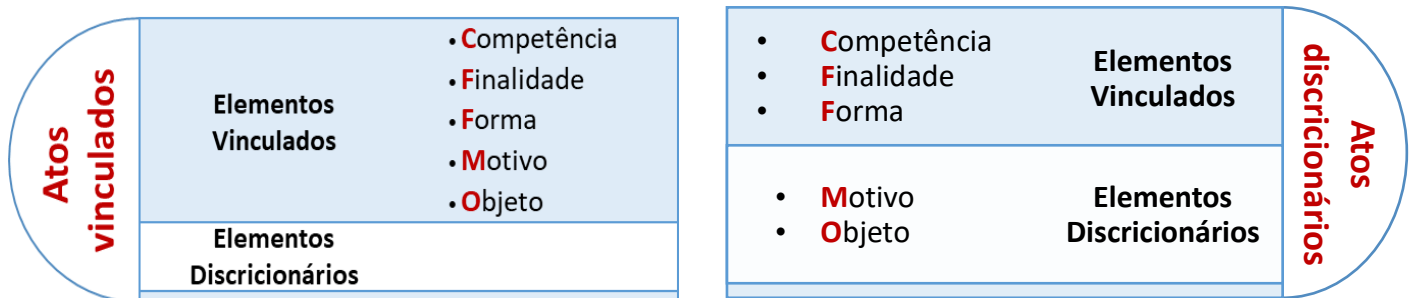 Atos
vinculados
Elementos
Vinculados
• Competência
• Finalidade
• Forma
• Motivo
• Objeto
Elementos
Discricionários
• Competência
• Finalidade
• Forma
Elementos
Vinculados
• Motivo
• Objeto
Elementos
Discricionários
Atos
discricionários